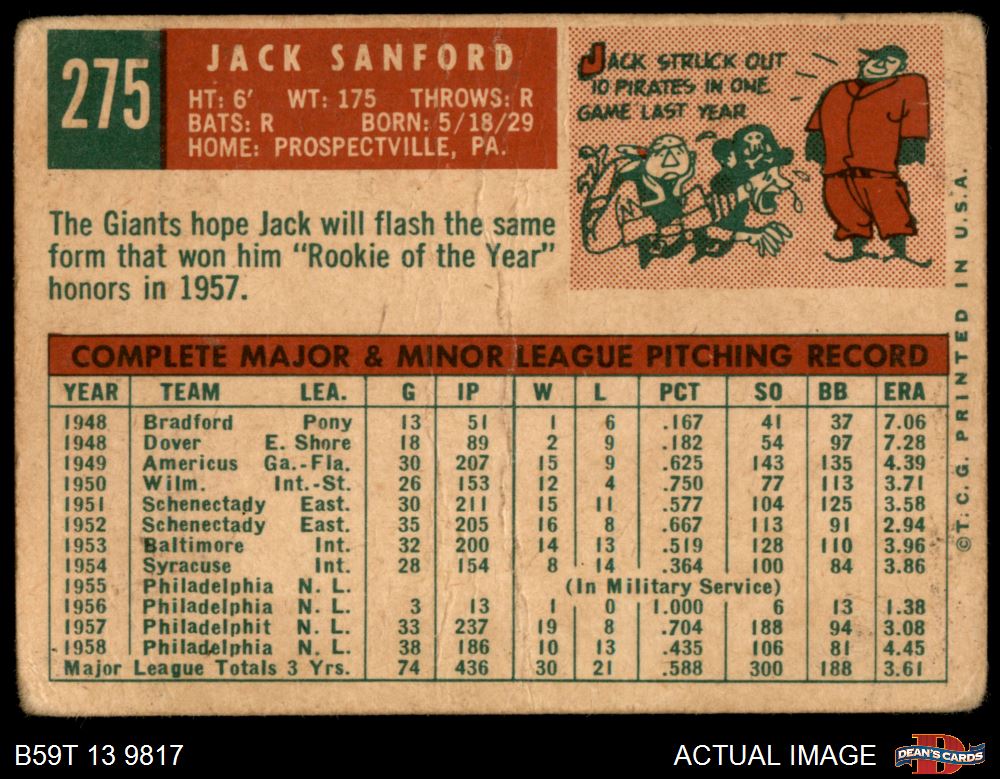 275
JACK SANFORD
HT: 6' WT: 175 THROWS: R
BATS: R BORN: 5/18/29
HOME: PROSPECTVILLE, PA.
JACK STRUCK OUT
10 PIRATES IN ONE
GAME LAST YEAR
The Giants hope Jack will flash the same
form that won him "Rookie of the Year"
honors in 1957.
COMPLETE MAJOR & MINOR LEAGUE PITCHING RECORD
YEAR TEAM LEA. G IP W L PCT SO BB ERA
1948 Bradford Pony 13 51 1 6 .167 41 37 7.06
1948 Dover E. Shore 18 89 2 9 .182 54 97 7.28
1949 Americus Ga.-Fla. 30 207 15 9 .625 143 135 4.39
1950 Wilm. Int.-St. 26 153 12 4 .750 77 113 3.71
1951 Schenectady East. 30 211 15 11 .577 104 125 3.58
1952 Schenectady East. 35 205 16 8 .667 113 91 2.94
1953 Baltimore Int. 32 200 14 13 .519 128 110 3.96
1954 Syracuse Int. 28 154 8 14 .364 100 84 3.86
1955 Philadelphia N. L. (In Military Service)
1956 Philadelphia N. L. 3 13 1 0 1.000 6 13 1.38
1957 Philadelphit N. L. 33 237 19 8 .704 188 94 3.08
1958 Philadelphia N. L. 38 186 10 13 .435 106 81 4.45
Major League Totals 3 Yrs. 74 436 30 21 .588 300 188 3.61
©T. C. G. PRINTED IN U.S.A.
B59T 13 9817
ACTUAL IMAGE
DEAN'S CARDS